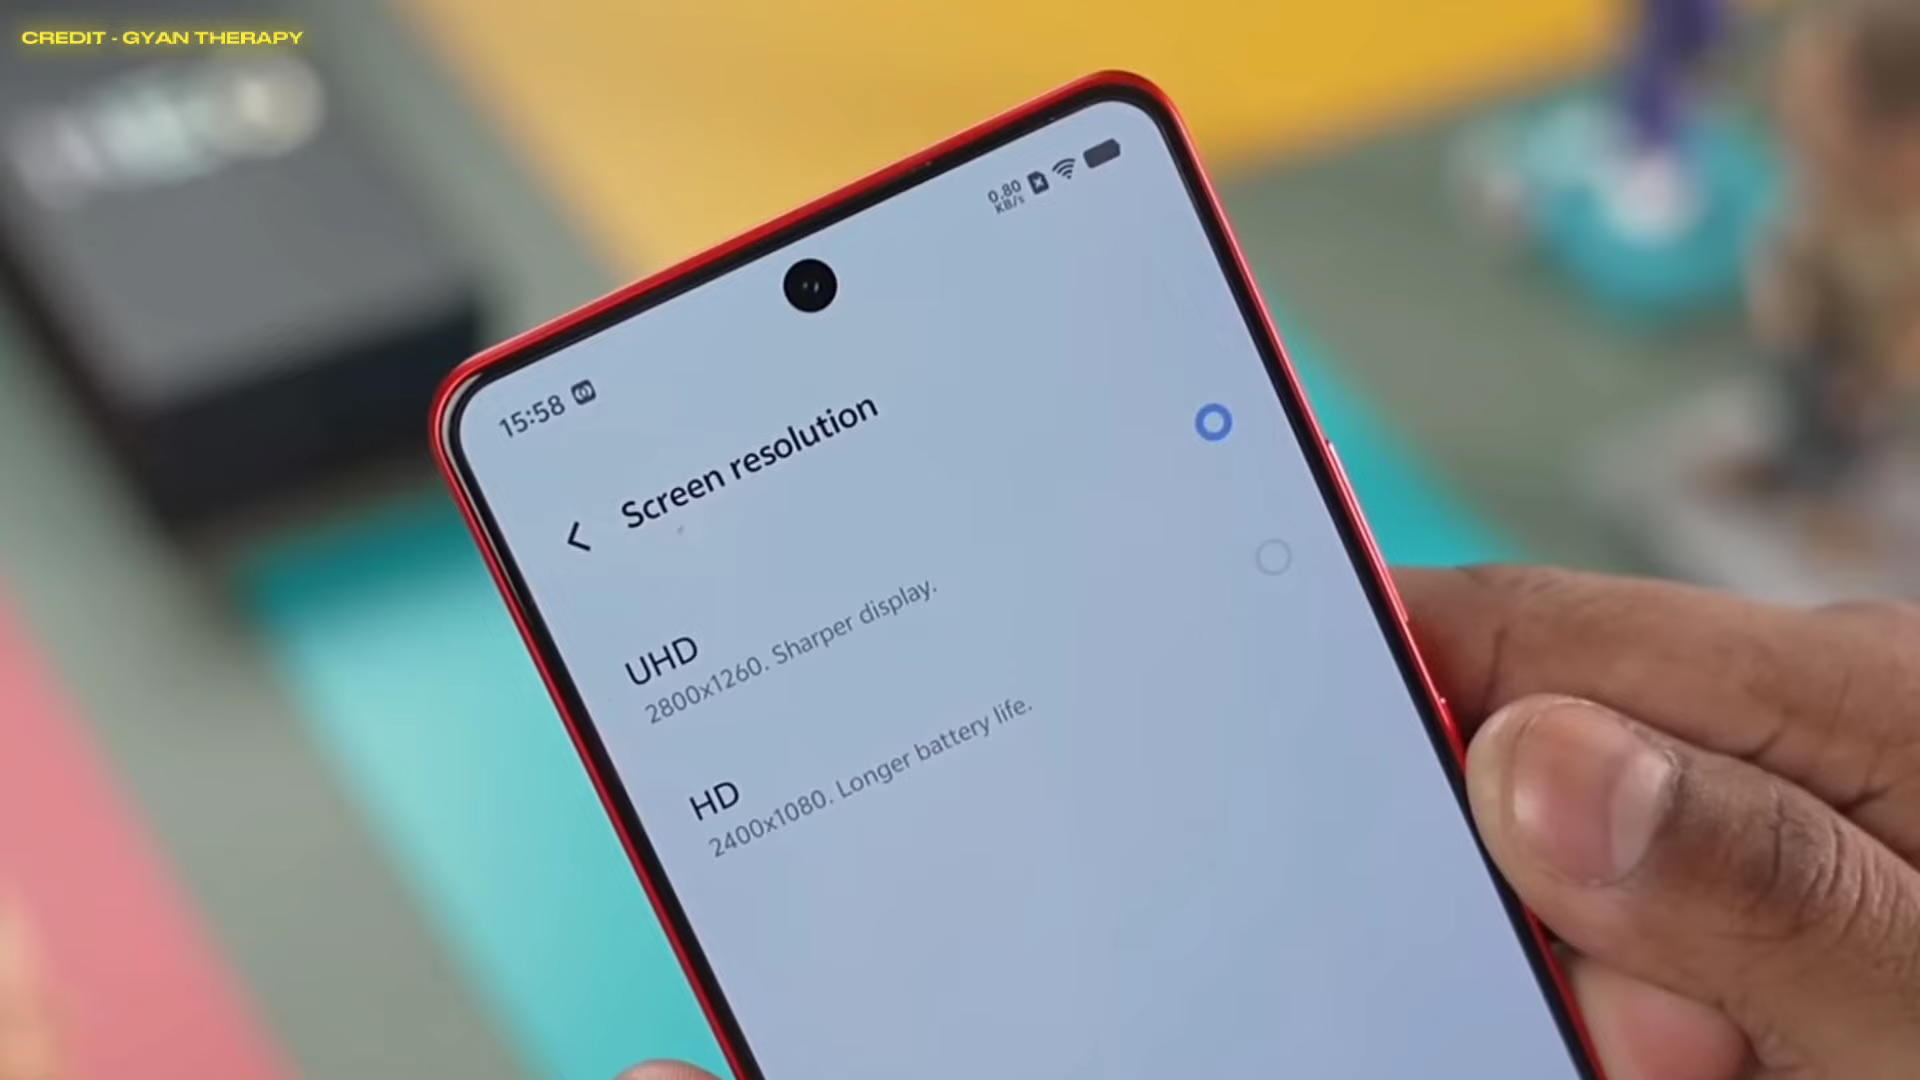 CREDIT - GYAN THERAPY
15:58
0.80
KB/s
Screen resolution
UHD
2800x1260. Sharper display.
HD
2400x1080. Longer battery life.